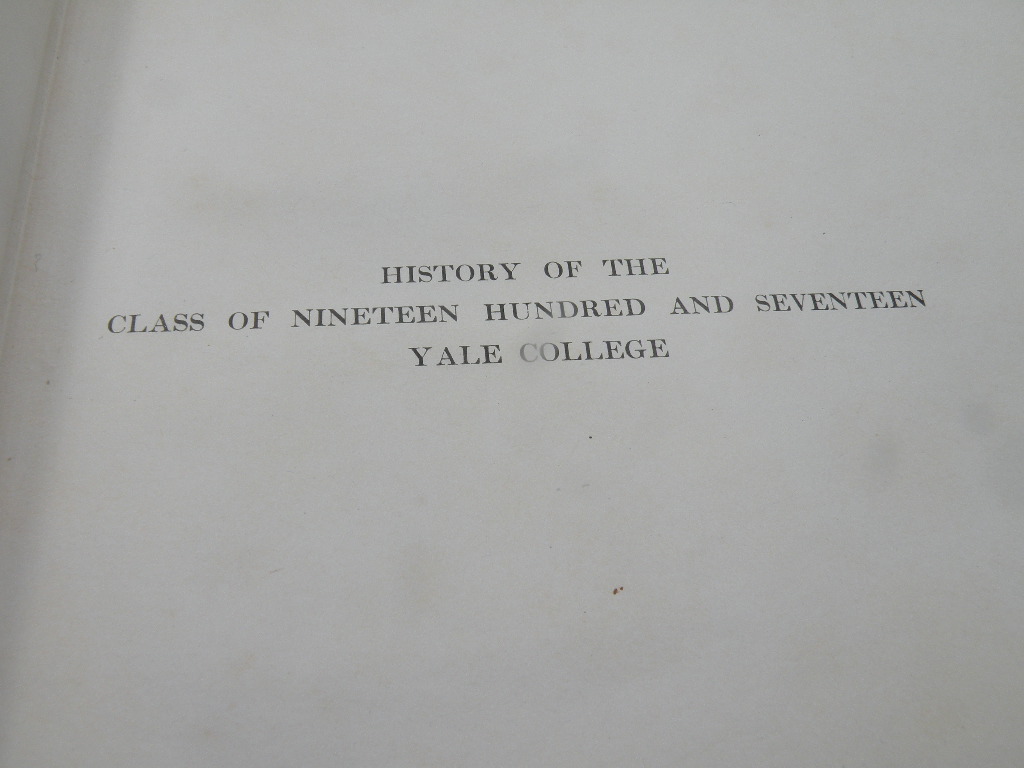 HISTORY OF THE
CLASS OF NINETEEN HUNDRED AND SEVENTEEN
YALE COLLEGE